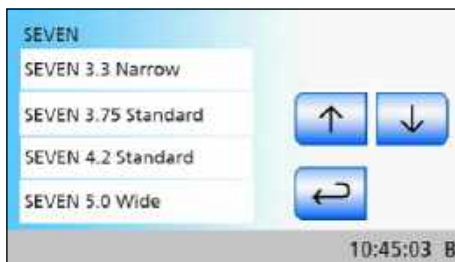 SEVEN
SEVEN 3.3 Narrow
SEVEN 3.75 Standard
SEVEN 4.2 Standard
SEVEN 5.0 Wide
10:45:03 B